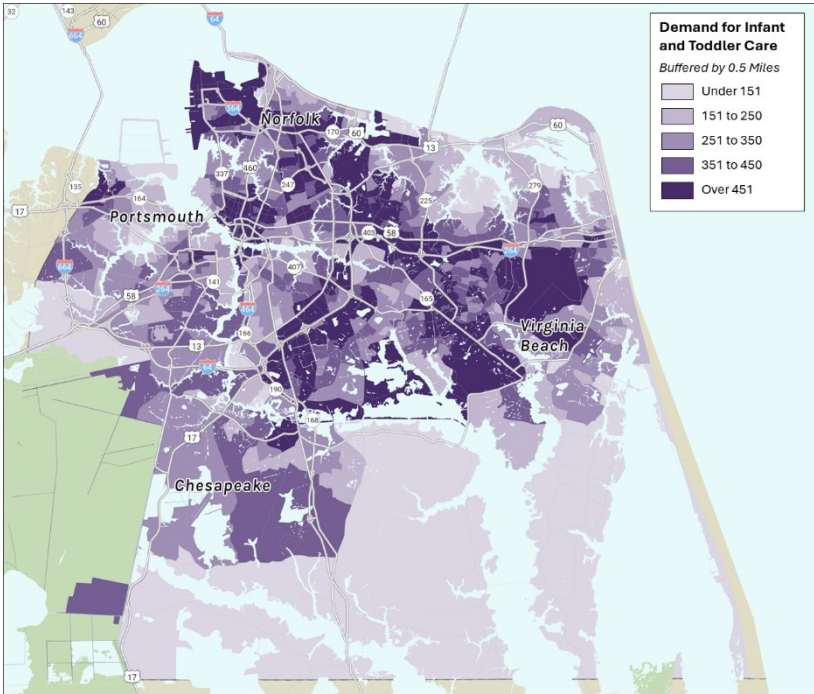 32
143
60
64
664
Demand for Infant
and Toddler Care
Buffered by 0.5 Miles
Under 151
151 to 250
251 to 350
351 to 450
Over 451
564
Norfolk
170
60
13
60
337
460
247
135
164
279
17
Portsmouth
225
403
58
264
664
407
58
264
141
165
464
Virginia
Beach
166
13
64
190
168
17
Chesapeake
17